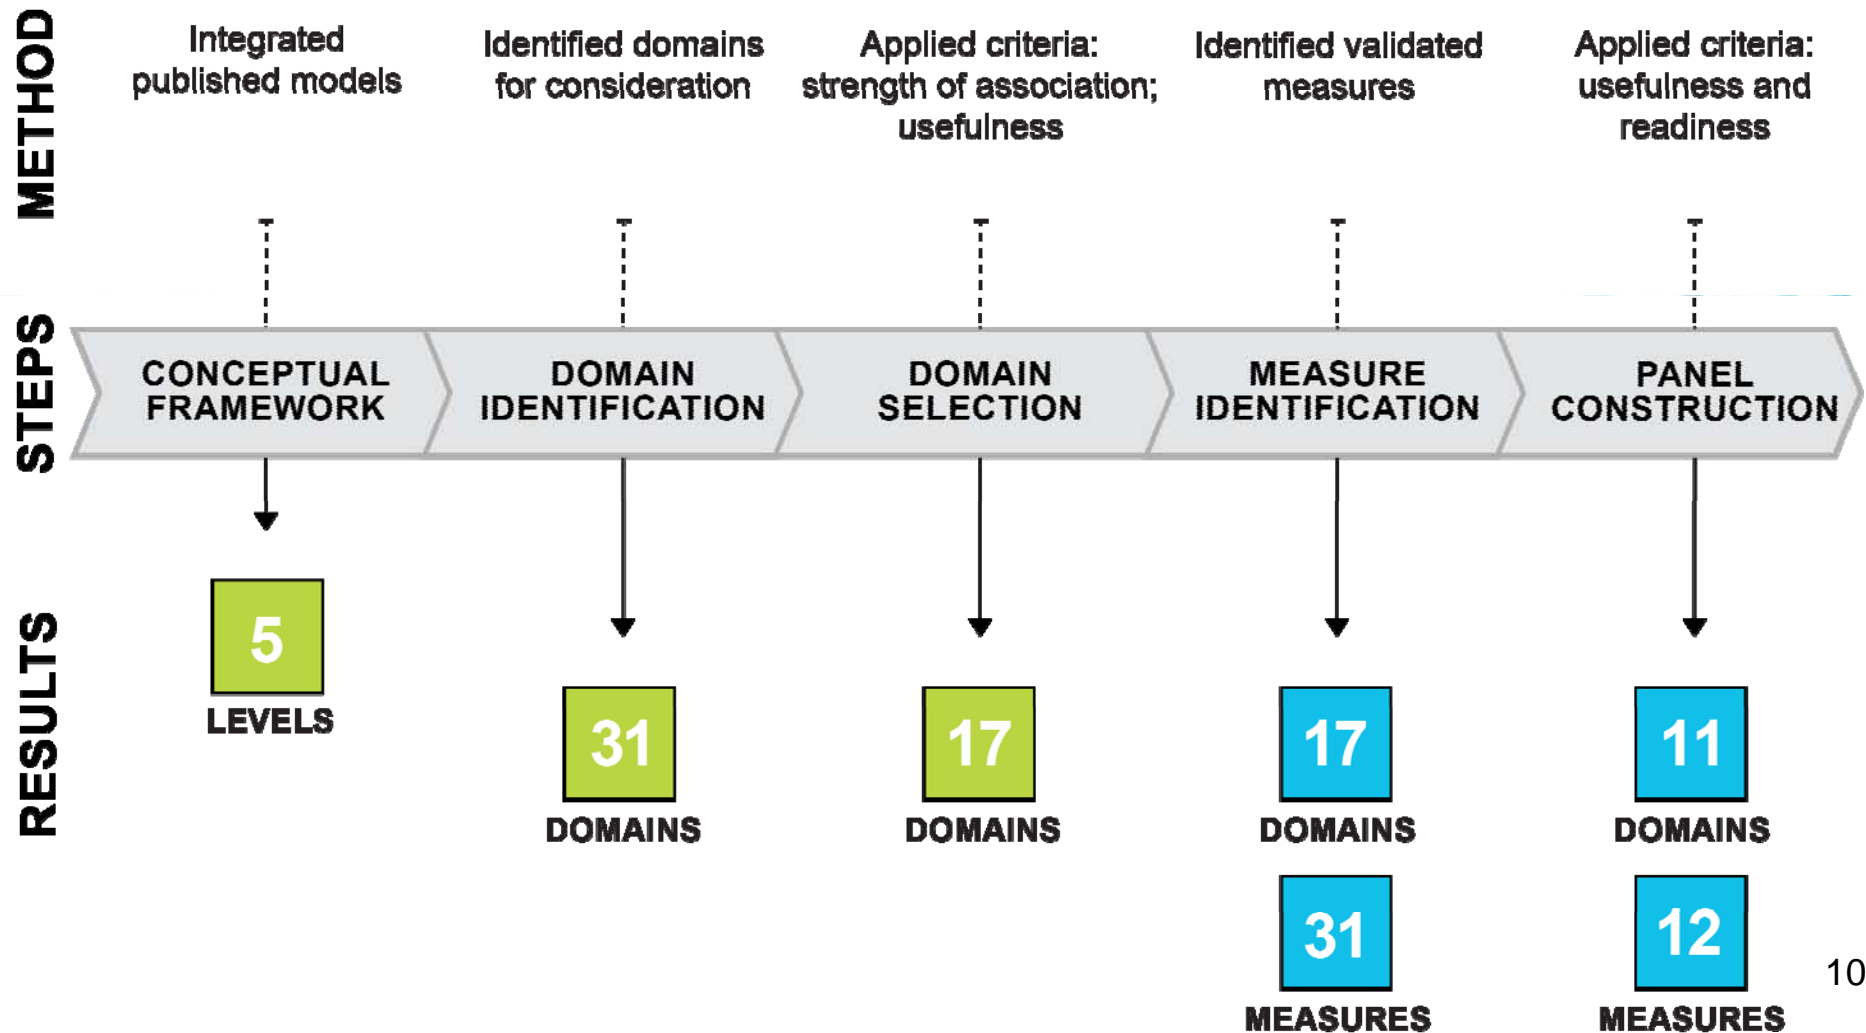 METHOD
Integrated
published models
Identified domains
for consideration
Applied criteria:
strength of association;
usefulness
Identified validated
measures
Applied criteria:
usefulness and
readiness
STEPS
CONCEPTUAL
FRAMEWORK
DOMAIN
IDENTIFICATION
DOMAIN
SELECTION
MEASURE
IDENTIFICATION
PANEL
CONSTRUCTION
RESULTS
5
LEVELS
31
DOMAINS
17
DOMAINS
17
DOMAINS
31
MEASURES
11
DOMAINS
12
MEASURES
10